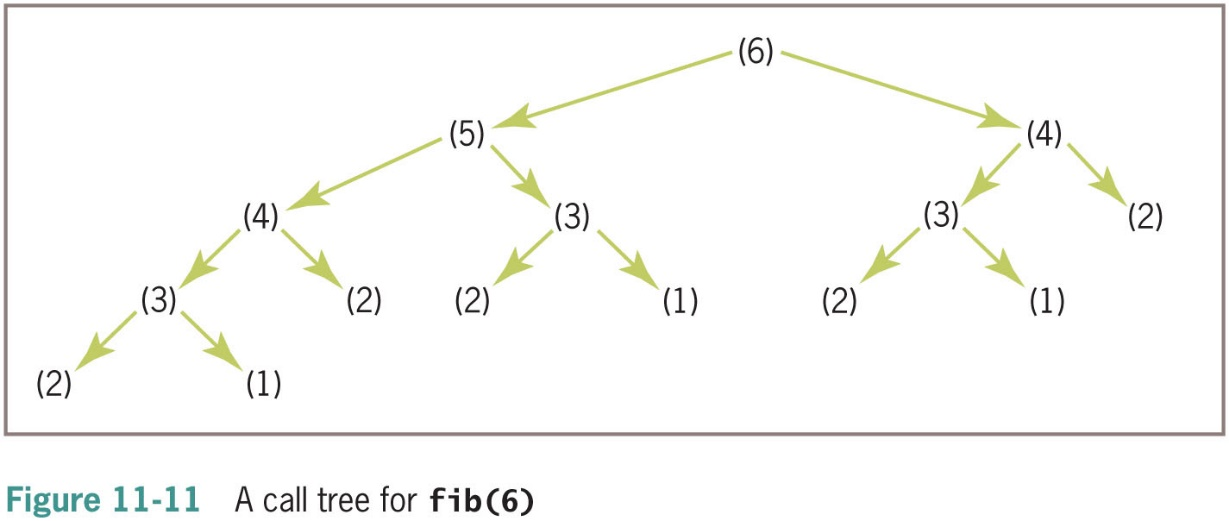 (6)
(5) (4)
(4) (3) (3) (2)
(3) (2) (2) (1) (2) (1)
(2) (1)
Figure 11-11 A call tree for fib(6)